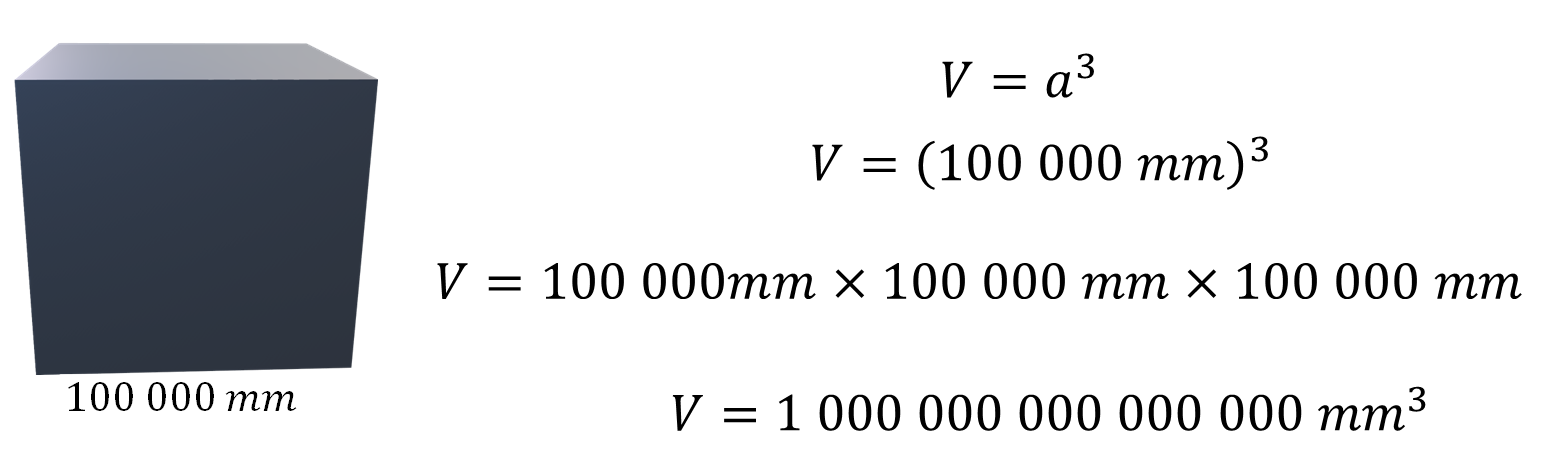 V = a³
V = (100 000 mm)³
V = 100 000mm × 100 000 mm × 100 000 mm
100 000 mm
V = 1 000 000 000 000 000 mm³